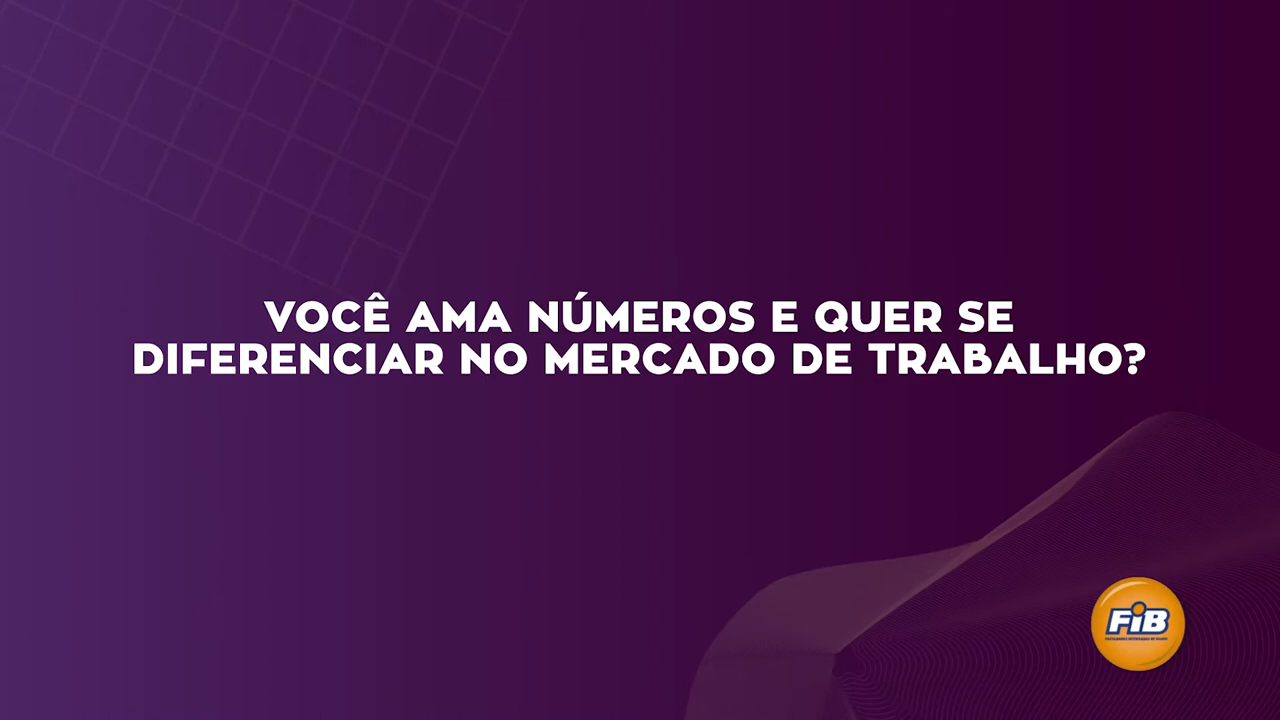 VOCÊ AMA NÚMEROS E QUER SE
DIFERENCIAR NO MERCADO DE TRABALHO?
FIB